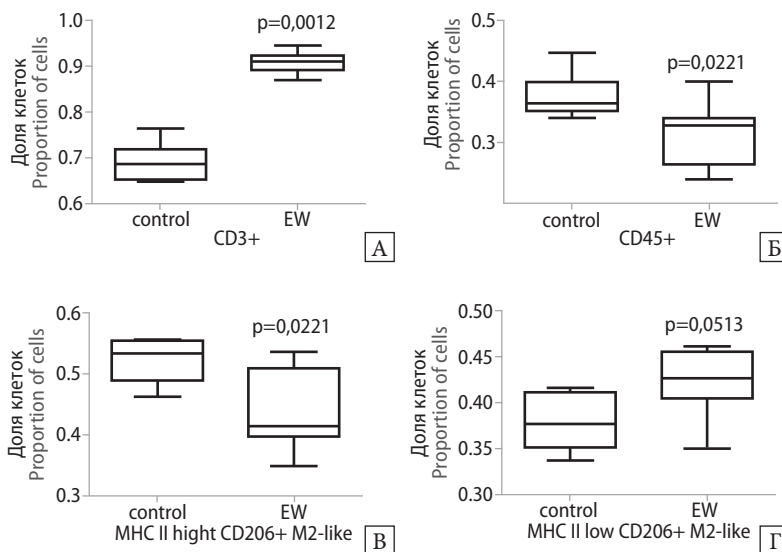 Доля клеток
Proportion of cells
1.0
0.9
0.8
0.7
0.6
p=0,0012
control
EW
CD3+
А
Доля клеток
Proportion of cells
0.5
0.3
p=0,0221
control
EW
CD45+
Б
Доля клеток
Proportion of cells
0.6
0.5
0.4
0.3
p=0,0221
control
EW
MHC II hight CD206+ M2-like
В
Доля клеток
Proportion of cells
0.50
0.45
0.40
0.35
0.30
p=0,0513
control
EW
MHC II low CD206+ M2-like
Г